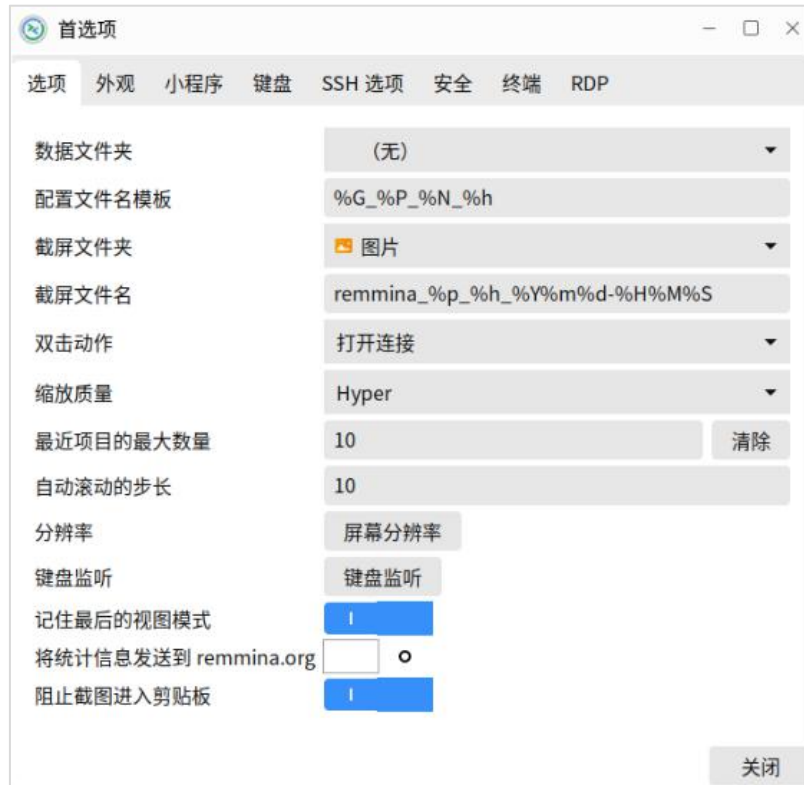 首选项
选项 外观 小程序 键盘 SSH 选项 安全 终端 RDP
数据文件夹 （无）
配置文件名模板 %G_%P_%N_%h
截屏文件夹 图片
截屏文件名 remmina_%p_%h_%Y%m%d-%H%M%S
双击动作 打开连接
缩放质量 Hyper
最近项目的最大数量 10 清除
自动滚动的步长 10
分辨率 屏幕分辨率
键盘监听 键盘监听
记住最后的视图模式
将统计信息发送到 remmina.org
阻止截图进入剪贴板
关闭